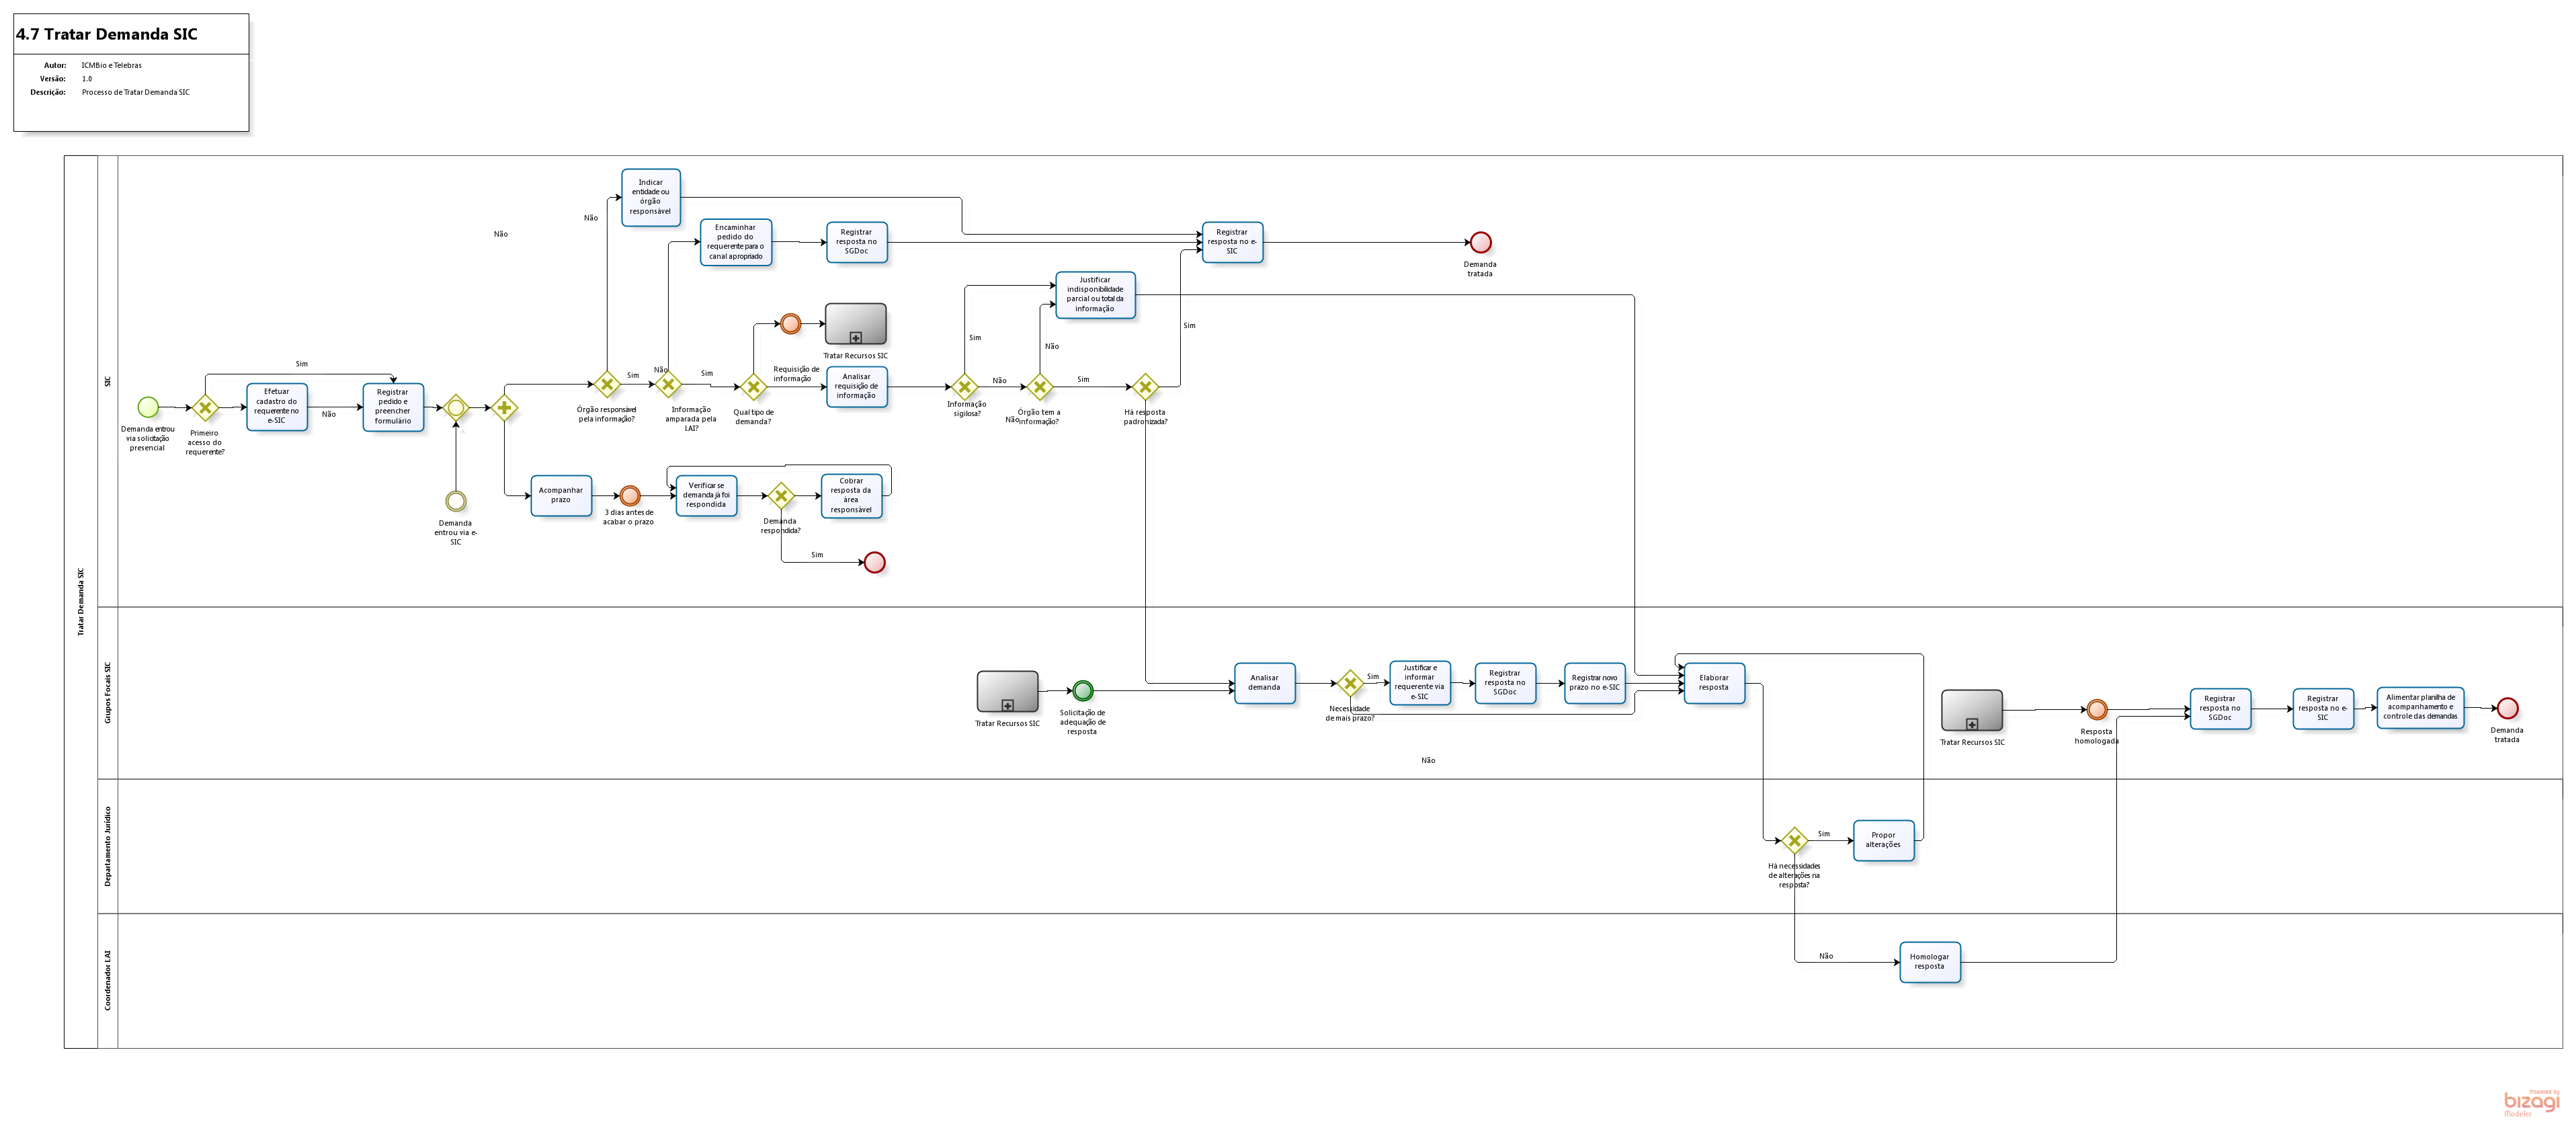 4.7 Tratar Demanda SIC
Autor: ICMBio e Telebras
Versão: 1.0
Descrição: Processo de Tratar Demanda SIC
Tratar Demanda SIC
SIC
Indicar
entidade ou
órgão
responsável
Não
Não
Encaminhar
pedido do
requerente para o
canal apropriado
Registrar
resposta no
SGDoc
Registrar
resposta no e-
SIC
Demanda
tratada
Justificar
indisponibilidade
parcial ou total da
informação
Sim
Tratar Recursos SIC
Sim
Não
Sim
Demanda entrou
via solicitação
presencial
Primeiro
acesso do
requerente?
Efetuar
cadastro do
requerente no
e-SIC
Não
Registrar
pedido e
preencher
formulário
Órgão responsável
pela informação?
Sim
Não
Informação
amparada pela
LAI?
Sim
Qual tipo de
demanda?
Requisição de
informação
Analisar
requisição de
informação
Informação
sigilosa?
Não
Órgão tem a
informação?
Não
Sim
Há resposta
padronizada?
Demanda
entrou via e-
SIC
Acompanhar
prazo
3 dias antes de
acabar o prazo
Verificar se
demanda já foi
respondida
Demanda
respondida?
Cobrar
resposta da
área
responsável
Sim
Grupos Focais SIC
Tratar Recursos SIC
Solicitação de
adequação de
resposta
Analisar
demanda
Necessidade
de mais prazo?
Sim
Justificar e
informar
requerente via
e-SIC
Registrar
resposta no
SGDoc
Registrar novo
prazo no e-SIC
Elaborar
resposta
Não
Tratar Recursos SIC
Resposta
homologada
Registrar
resposta no
SGDoc
Registrar
resposta no e-
SIC
Alimentar planilha de
acompanhamento e
controle das demandas
Demanda
tratada
Departamento Jurídico
Há necessidades
de alterações na
resposta?
Sim
Propor
alterações
Coordenador LAI
Não
Homologar
resposta
Powered by
bizagi
Modeler